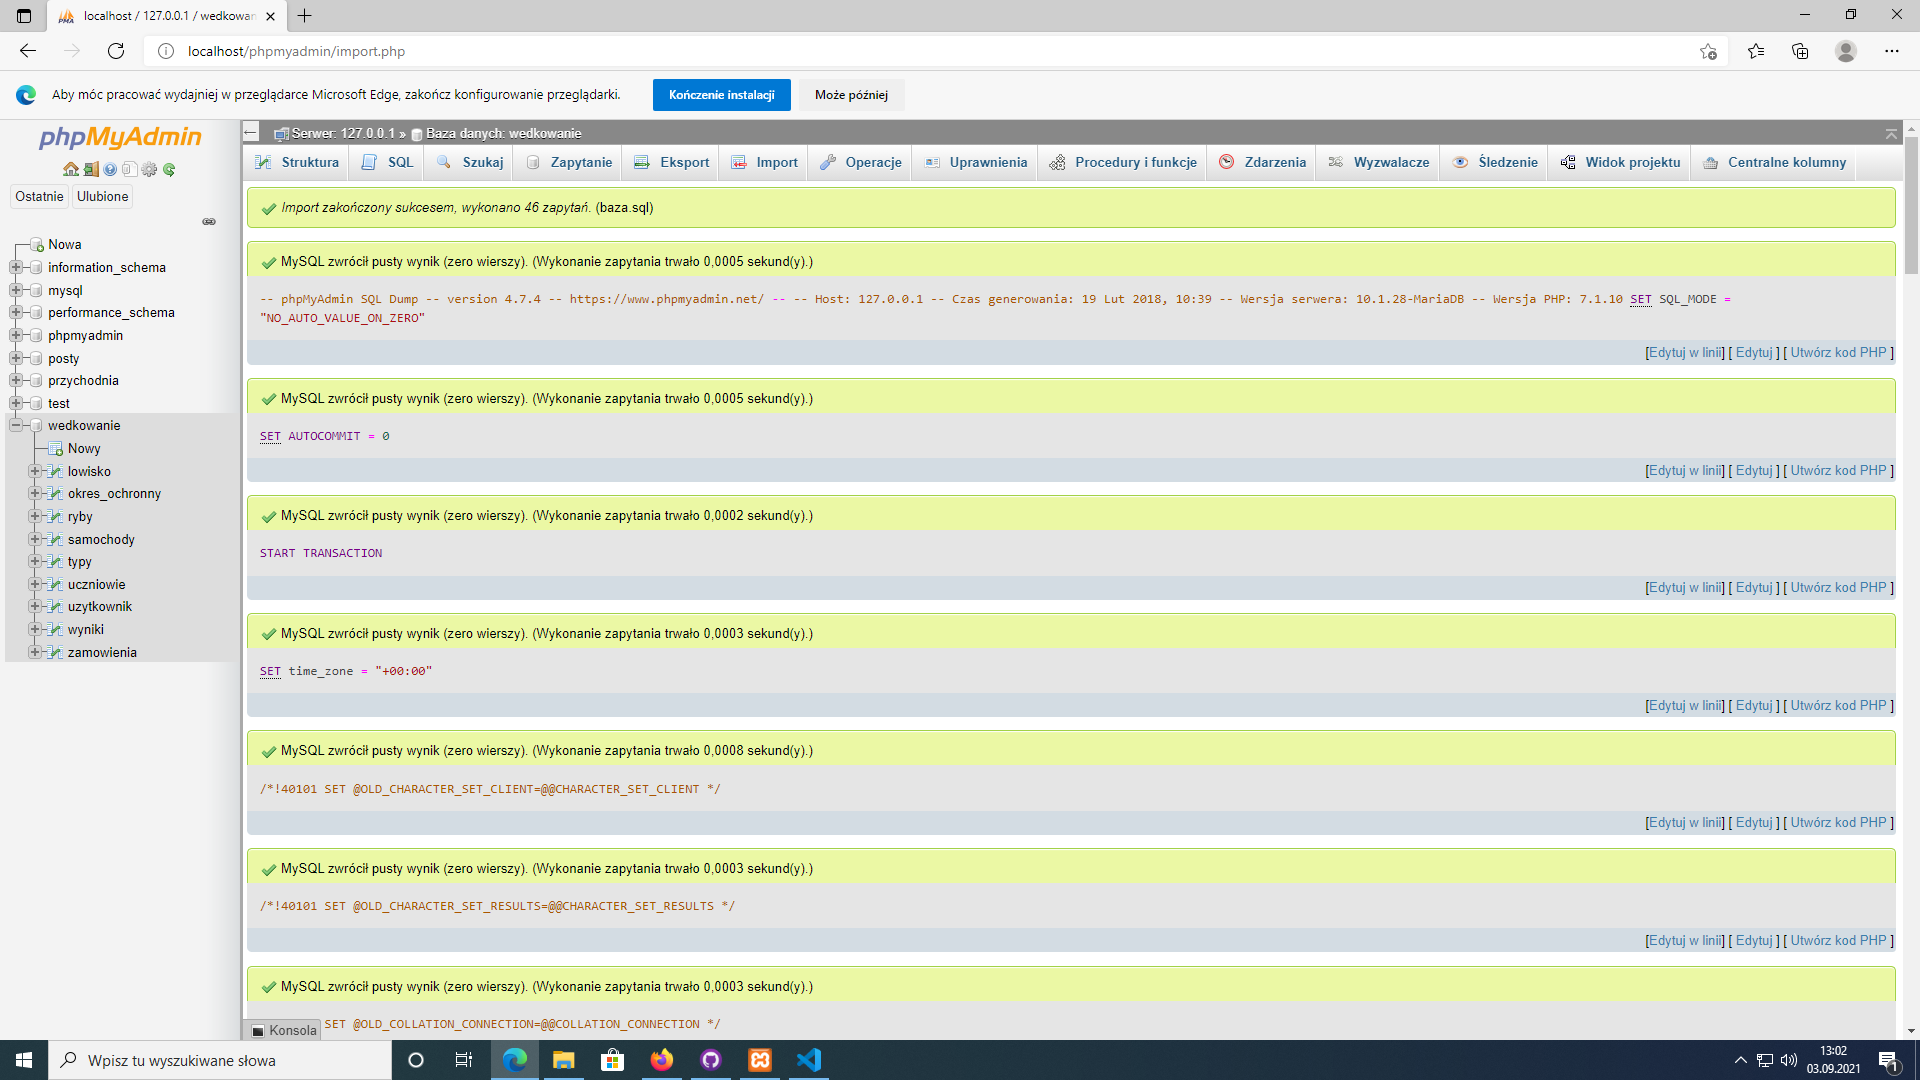 localhost / 127.0.0.1 / wedkowan
localhost/phpmyadmin/import.php
Aby móc pracować wydajniej w przeglądarce Microsoft Edge, zakończ konfigurowanie przeglądarki.
Kończenie instalacji
Może później
phpMyAdmin
Ostatnie
Ulubione
Nowa
information_schema
mysql
performance_schema
phpmyadmin
posty
przychodnia
test
wedkowanie
Nowy
lowisko
okres_ochronny
ryby
samochody
typy
uczniowie
uzytkownik
wyniki
zamowienia
Serwer: 127.0.0.1 » Baza danych: wedkowanie
Struktura
SQL
Szukaj
Zapytanie
Eksport
Import
Operacje
Uprawnienia
Procedury i funkcje
Zdarzenia
Wyzwalacze
Śledzenie
Widok projektu
Centralne kolumny
Import zakończony sukcesem, wykonano 46 zapytań. (baza.sql)
MySQL zwrócił pusty wynik (zero wierszy). (Wykonanie zapytania trwało 0,0005 sekund(y).)
-- phpMyAdmin SQL Dump -- version 4.7.4 -- https://www.phpmyadmin.net/ -- -- Host: 127.0.0.1 -- Czas generowania: 19 Lut 2018, 10:39 -- Wersja serwera: 10.1.28-MariaDB -- Wersja PHP: 7.1.10 SET SQL_MODE =
"NO_AUTO_VALUE_ON_ZERO"
[Edytuj w linii] [ Edytuj ] [ Utwórz kod PHP ]
MySQL zwrócił pusty wynik (zero wierszy). (Wykonanie zapytania trwało 0,0005 sekund(y).)
SET AUTOCOMMIT = 0
[Edytuj w linii] [ Edytuj ] [ Utwórz kod PHP ]
MySQL zwrócił pusty wynik (zero wierszy). (Wykonanie zapytania trwało 0,0002 sekund(y).)
START TRANSACTION
[Edytuj w linii] [ Edytuj ] [ Utwórz kod PHP ]
MySQL zwrócił pusty wynik (zero wierszy). (Wykonanie zapytania trwało 0,0003 sekund(y).)
SET time_zone = "+00:00"
[Edytuj w linii] [ Edytuj ] [ Utwórz kod PHP ]
MySQL zwrócił pusty wynik (zero wierszy). (Wykonanie zapytania trwało 0,0008 sekund(y).)
/*!40101 SET @OLD_CHARACTER_SET_CLIENT=@@CHARACTER_SET_CLIENT */
[Edytuj w linii] [ Edytuj ] [ Utwórz kod PHP ]
MySQL zwrócił pusty wynik (zero wierszy). (Wykonanie zapytania trwało 0,0003 sekund(y).)
/*!40101 SET @OLD_CHARACTER_SET_RESULTS=@@CHARACTER_SET_RESULTS */
[Edytuj w linii] [ Edytuj ] [ Utwórz kod PHP ]
MySQL zwrócił pusty wynik (zero wierszy). (Wykonanie zapytania trwało 0,0003 sekund(y).)
SET @OLD_COLLATION_CONNECTION=@@COLLATION_CONNECTION */
Konsola
Wpisz tu wyszukiwane słowa
13:02
03.09.2021
1